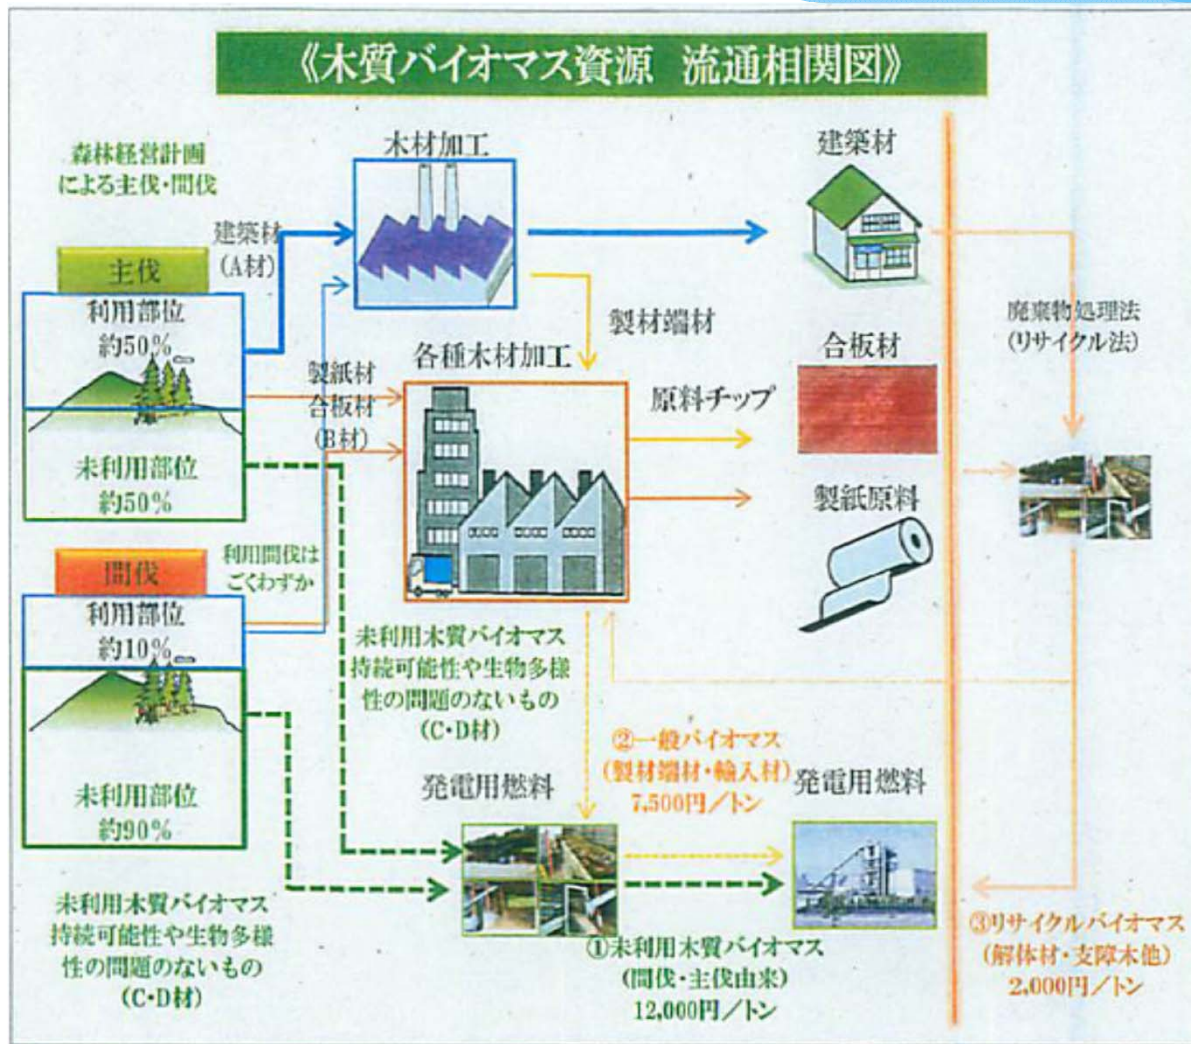 《木質バイオマス資源 流通相関図》
森林経営計画
による主伐・間伐
木材加工
建築材
建築材
(A材)
主伐
利用部位
約50%
未利用部位
約50%
製材端材
各種木材加工
製紙材
合板材
(B材)
原料チップ
合板材
製紙原料
廃棄物処理法
(リサイクル法)
間伐
利用間伐は
ごくわずか
利用部位
約10%
未利用部位
約90%
未利用木質バイオマス
持続可能性や生物多様
性の問題のないもの
(C・D材)
②一般バイオマス
(製材端材・輸入材)
7,500円/トン
発電用燃料
発電用燃料
未利用木質バイオマス
持続可能性や生物多様
性の問題のないもの
(C・D材)
①未利用木質バイオマス
(間伐・主伐由来)
12,000円/トン
③リサイクルバイオマス
(解体材・支障木他)
2,000円/トン